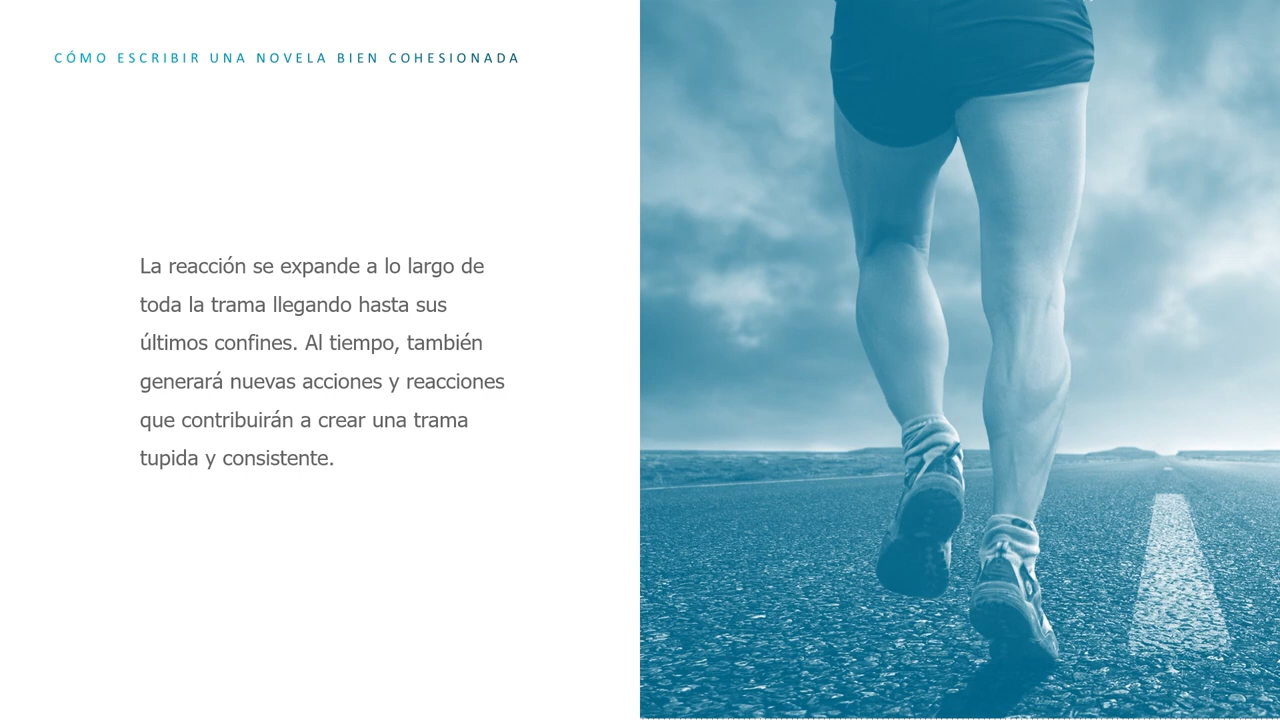 CÓMO ESCRIBIR UNA NOVELA BIEN COHESIONADA
La reacción se expande a lo largo de
toda la trama llegando hasta sus
últimos confines. Al tiempo, también
generará nuevas acciones y reacciones
que contribuirán a crear una trama
tupida y consistente.